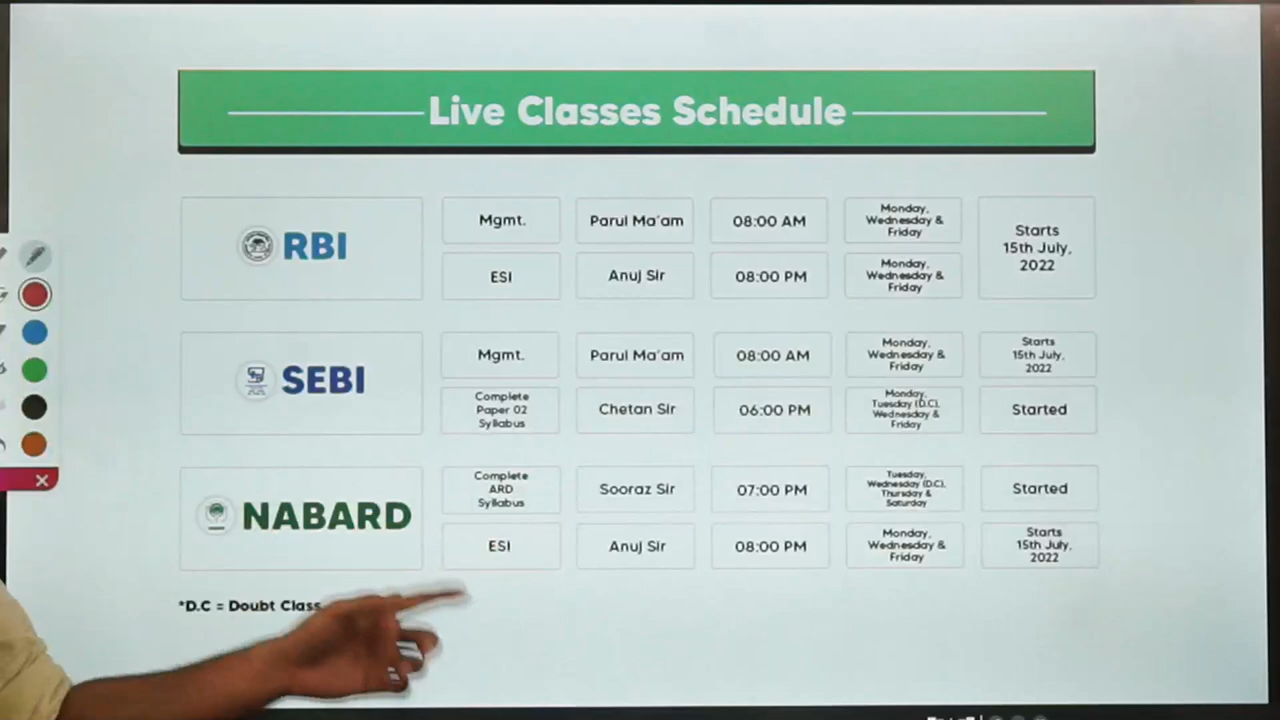 Live Classes Schedule
RBI
Mgmt.
Parul Ma'am
08:00 AM
Monday,
Wednesday &
Friday
Starts
15th July,
2022
ESI
Anuj Sir
08:00 PM
Monday,
Wednesday &
Friday
SEBI
Mgmt.
Parul Ma'am
08:00 AM
Monday,
Wednesday &
Friday
Starts
15th July,
2022
Complete
Paper 02
Syllabus
Chetan Sir
06:00 PM
Monday,
Tuesday (D.C),
Wednesday &
Friday
Started
NABARD
Complete
ARD
Syllabus
Sooraz Sir
07:00 PM
Tuesday,
Wednesday (D.C),
Thursday &
Saturday
Started
ESI
Anuj Sir
08:00 PM
Monday,
Wednesday &
Friday
Starts
15th July,
2022
*D.C = Doubt Class